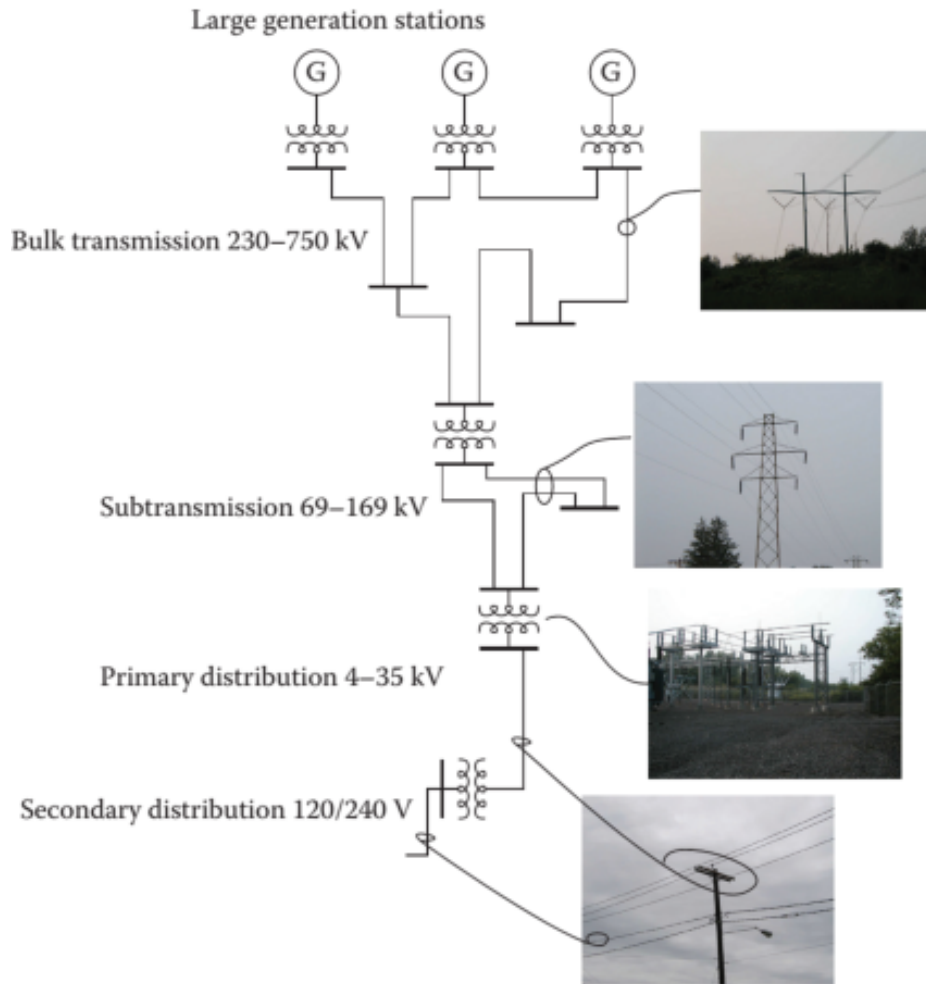 Large generation stations
G G G
Bulk transmission 230–750 kV
Subtransmission 69–169 kV
Primary distribution 4–35 kV
Secondary distribution 120/240 V